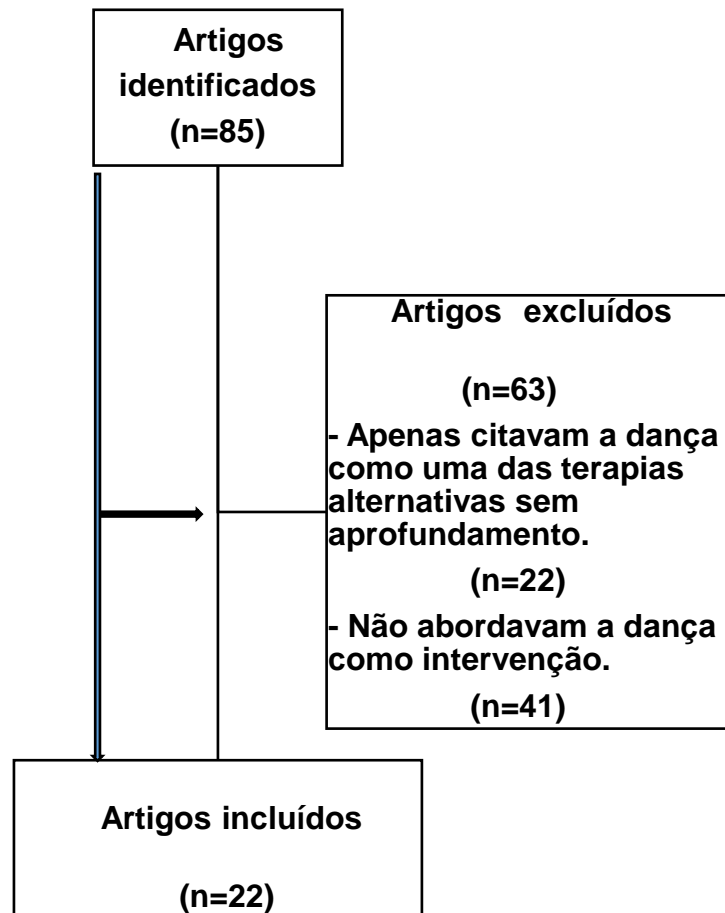 Artigos
identificados
(n=85)
Artigos excluídos
(n=63)
- Apenas citavam a dança
como uma das terapias
alternativas sem
aprofundamento.
(n=22)
- Não abordavam a dança
como intervenção.
(n=41)
Artigos incluídos
(n=22)